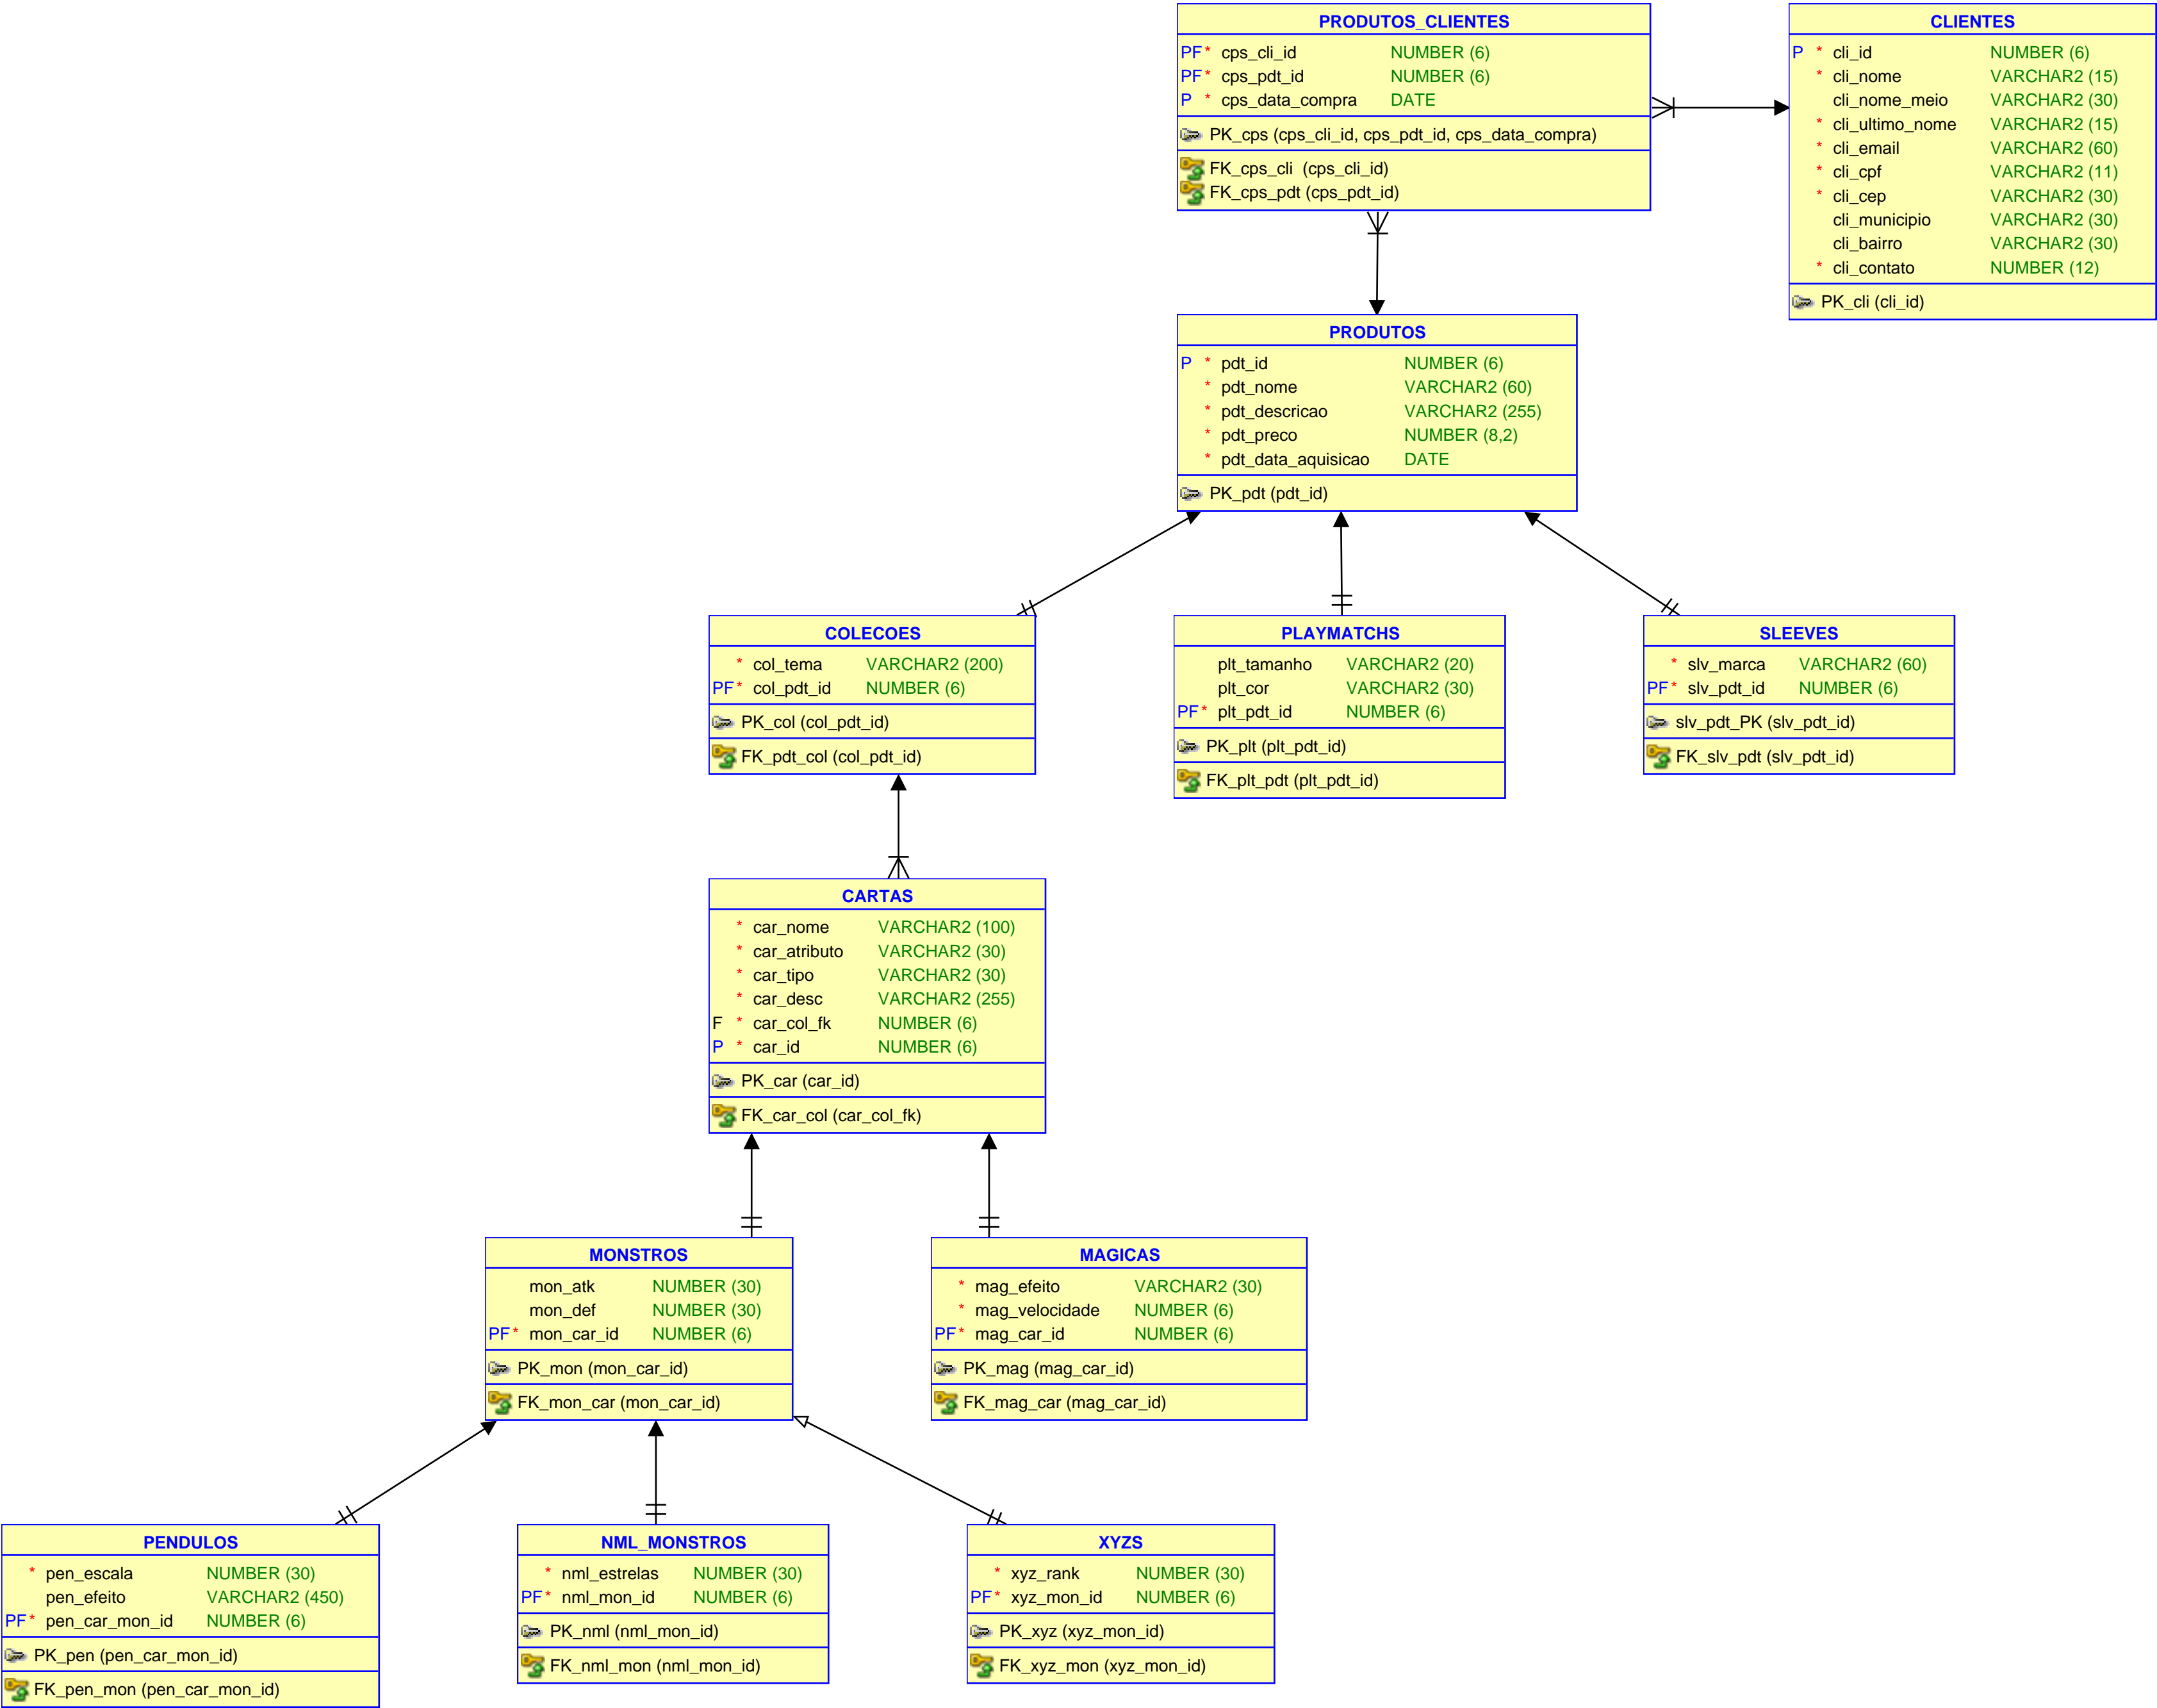 PRODUTOS_CLIENTES
PF* cps_cli_id NUMBER (6)
PF* cps_pdt_id NUMBER (6)
P * cps_data_compra DATE
PK_cps (cps_cli_id, cps_pdt_id, cps_data_compra)
FK_cps_cli (cps_cli_id)
FK_cps_pdt (cps_pdt_id)
CLIENTES
P * cli_id NUMBER (6)
* cli_nome VARCHAR2 (15)
cli_nome_meio VARCHAR2 (30)
* cli_ultimo_nome VARCHAR2 (15)
* cli_email VARCHAR2 (60)
* cli_cpf VARCHAR2 (11)
* cli_cep VARCHAR2 (30)
cli_municipio VARCHAR2 (30)
cli_bairro VARCHAR2 (30)
* cli_contato NUMBER (12)
PK_cli (cli_id)
PRODUTOS
P * pdt_id NUMBER (6)
* pdt_nome VARCHAR2 (60)
* pdt_descricao VARCHAR2 (255)
* pdt_preco NUMBER (8,2)
* pdt_data_aquisicao DATE
PK_pdt (pdt_id)
COLECOES
* col_tema VARCHAR2 (200)
PF* col_pdt_id NUMBER (6)
PK_col (col_pdt_id)
FK_pdt_col (col_pdt_id)
PLAYMATCHS
plt_tamanho VARCHAR2 (20)
plt_cor VARCHAR2 (30)
PF* plt_pdt_id NUMBER (6)
PK_plt (plt_pdt_id)
FK_plt_pdt (plt_pdt_id)
SLEEVES
* slv_marca VARCHAR2 (60)
PF* slv_pdt_id NUMBER (6)
slv_pdt_PK (slv_pdt_id)
FK_slv_pdt (slv_pdt_id)
CARTAS
* car_nome VARCHAR2 (100)
* car_atributo VARCHAR2 (30)
* car_tipo VARCHAR2 (30)
* car_desc VARCHAR2 (255)
F * car_col_fk NUMBER (6)
P * car_id NUMBER (6)
PK_car (car_id)
FK_car_col (car_col_fk)
MONSTROS
mon_atk NUMBER (30)
mon_def NUMBER (30)
PF* mon_car_id NUMBER (6)
PK_mon (mon_car_id)
FK_mon_car (mon_car_id)
MAGICAS
* mag_efeito VARCHAR2 (30)
* mag_velocidade NUMBER (6)
PF* mag_car_id NUMBER (6)
PK_mag (mag_car_id)
FK_mag_car (mag_car_id)
PENDULOS
* pen_escala NUMBER (30)
pen_efeito VARCHAR2 (450)
PF* pen_car_mon_id NUMBER (6)
PK_pen (pen_car_mon_id)
FK_pen_mon (pen_car_mon_id)
NML_MONSTROS
* nml_estrelas NUMBER (30)
PF* nml_mon_id NUMBER (6)
PK_nml (nml_mon_id)
FK_nml_mon (nml_mon_id)
XYZS
* xyz_rank NUMBER (30)
PF* xyz_mon_id NUMBER (6)
PK_xyz (xyz_mon_id)
FK_xyz_mon (xyz_mon_id)